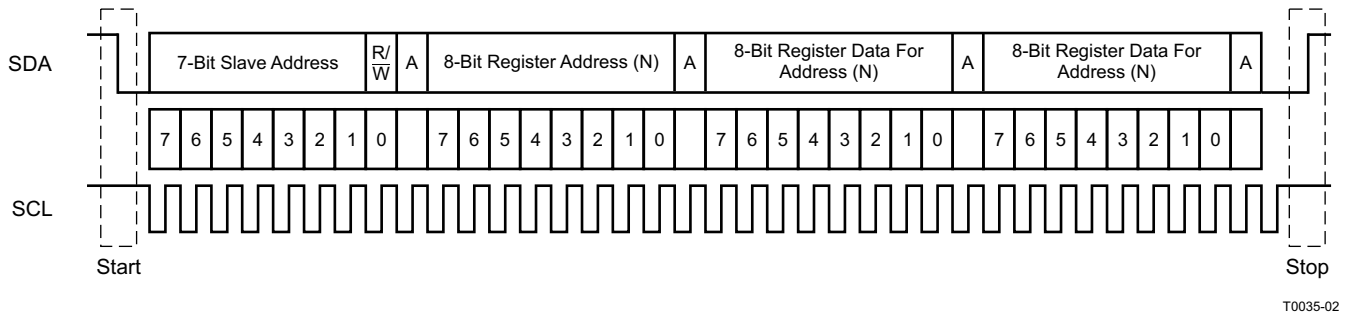 SDA
7-Bit Slave Address
R/
W
A
8-Bit Register Address (N)
A
8-Bit Register Data For
Address (N)
A
8-Bit Register Data For
Address (N)
A
7 6 5 4 3 2 1 0 7 6 5 4 3 2 1 0 7 6 5 4 3 2 1 0 7 6 5 4 3 2 1 0
SCL
Start
Stop
T0035-02